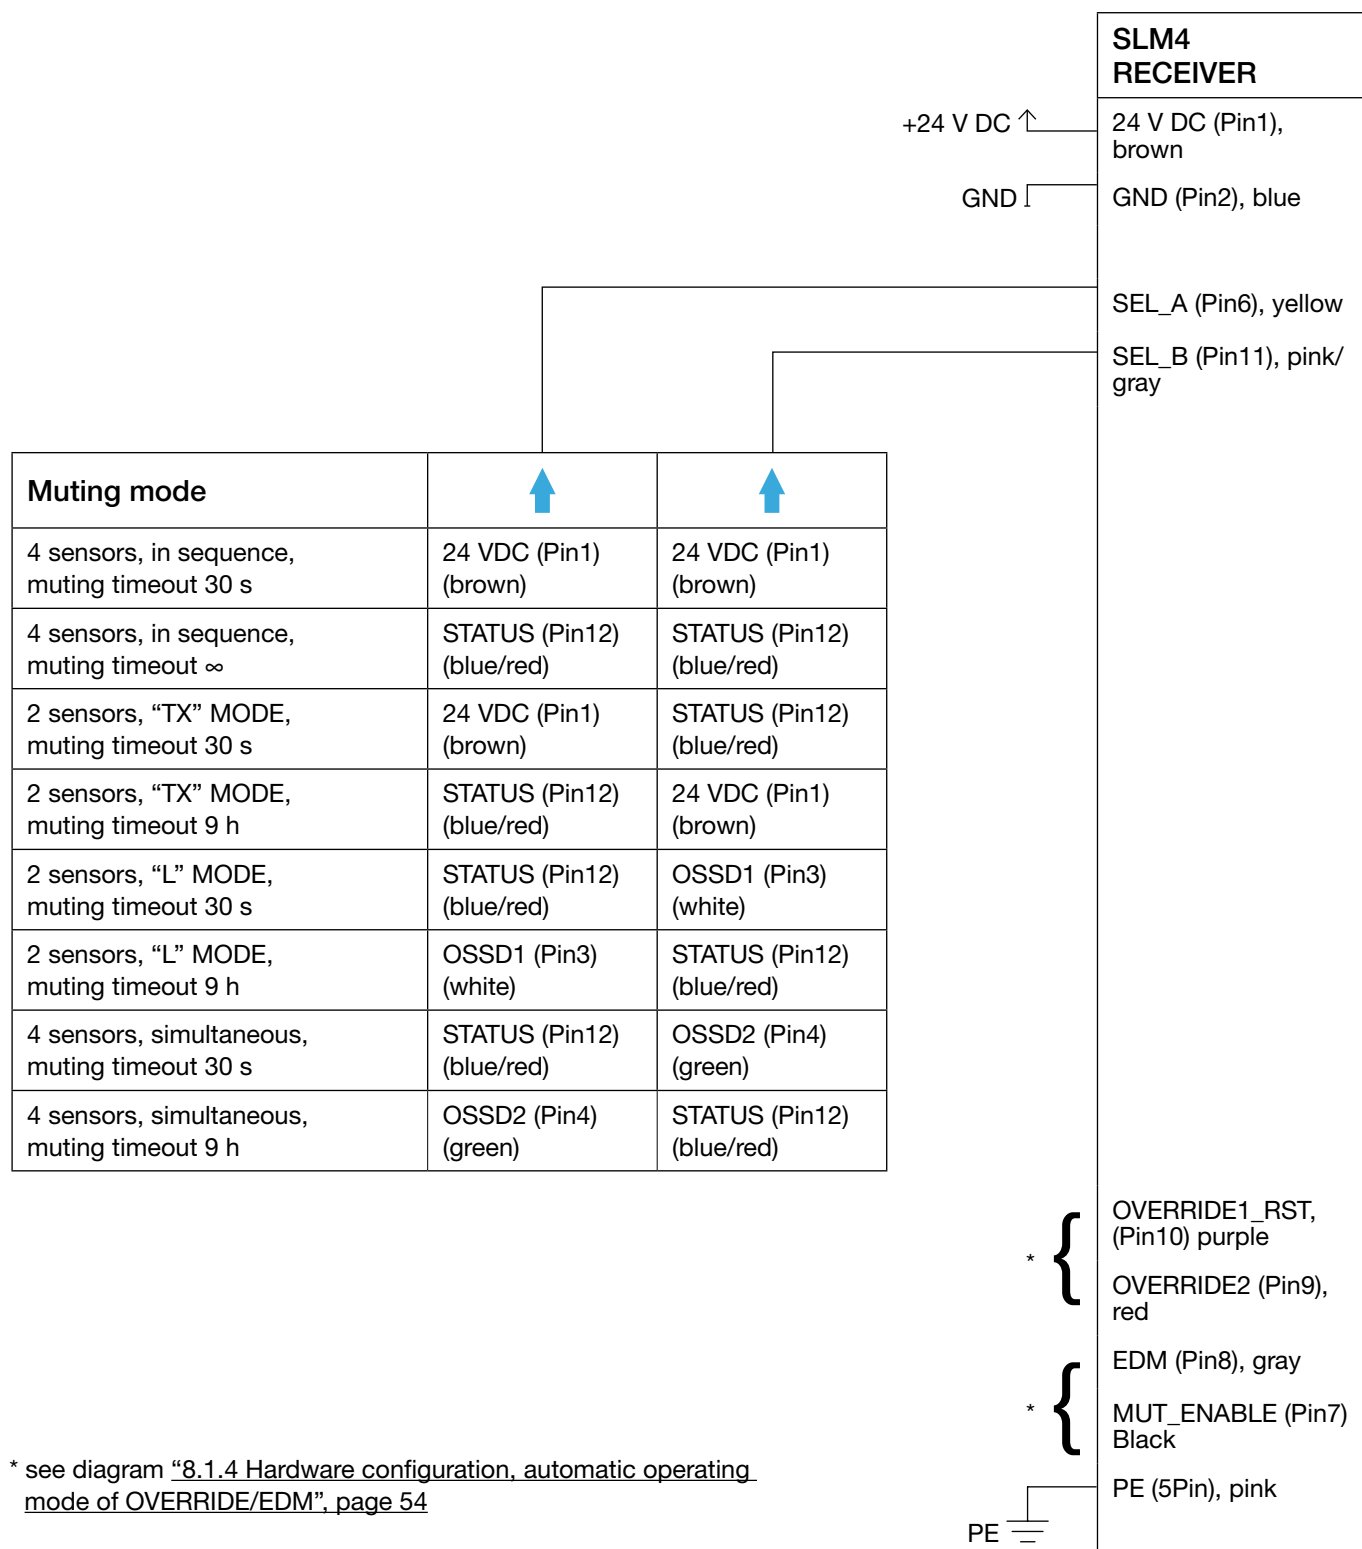 SLM4
RECEIVER
+24 V DC
24 V DC (Pin1),
brown
GND
GND (Pin2), blue
SEL_A (Pin6), yellow
SEL_B (Pin11), pink/
gray
Muting mode
4 sensors, in sequence,
muting timeout 30 s
24 VDC (Pin1)
(brown)
24 VDC (Pin1)
(brown)
4 sensors, in sequence,
muting timeout ∞
STATUS (Pin12)
(blue/red)
STATUS (Pin12)
(blue/red)
2 sensors, “TX” MODE,
muting timeout 30 s
24 VDC (Pin1)
(brown)
STATUS (Pin12)
(blue/red)
2 sensors, “TX” MODE,
muting timeout 9 h
STATUS (Pin12)
(blue/red)
24 VDC (Pin1)
(brown)
2 sensors, “L” MODE,
muting timeout 30 s
STATUS (Pin12)
(blue/red)
OSSD1 (Pin3)
(white)
2 sensors, “L” MODE,
muting timeout 9 h
OSSD1 (Pin3)
(white)
STATUS (Pin12)
(blue/red)
4 sensors, simultaneous,
muting timeout 30 s
STATUS (Pin12)
(blue/red)
OSSD2 (Pin4)
(green)
4 sensors, simultaneous,
muting timeout 9 h
OSSD2 (Pin4)
(green)
STATUS (Pin12)
(blue/red)
*
OVERRIDE1_RST,
(Pin10) purple
OVERRIDE2 (Pin9),
red
*
EDM (Pin8), gray
MUT_ENABLE (Pin7)
Black
* see diagram “8.1.4 Hardware configuration, automatic operating
mode of OVERRIDE/EDM”, page 54
PE (5Pin), pink
PE